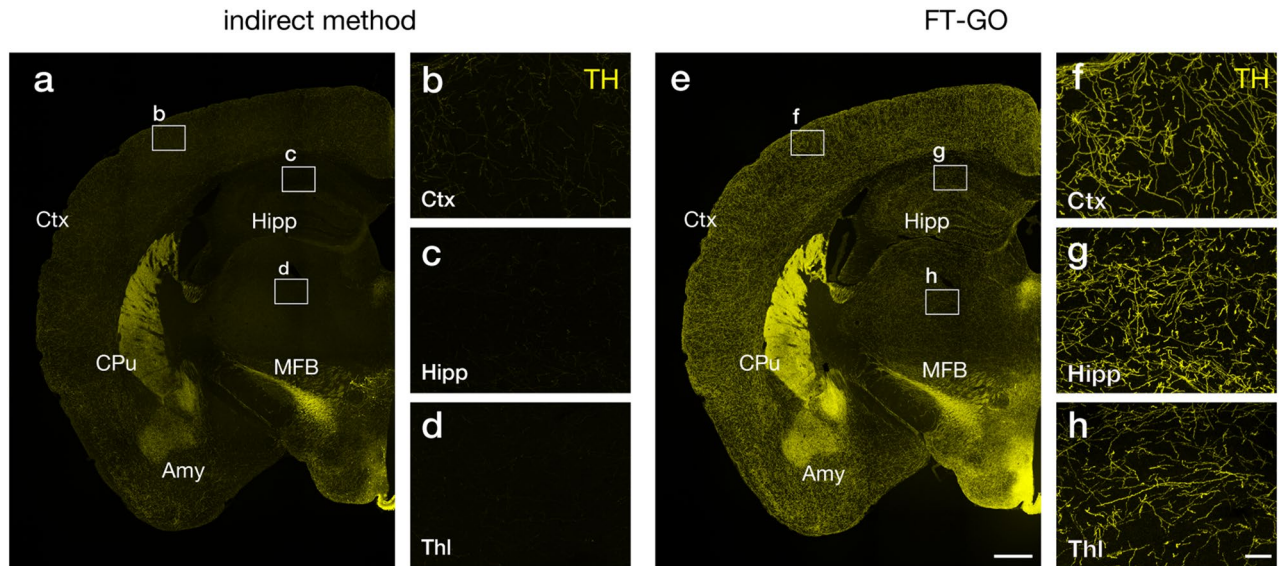 indirect method
FT-GO
a
b
c
Ctx
Hipp
d
CPu
MFB
Amy
b
TH
Ctx
c
Hipp
d
Thl
e
f
g
Ctx
Hipp
h
CPu
MFB
Amy
f
TH
Ctx
g
Hipp
h
Thl